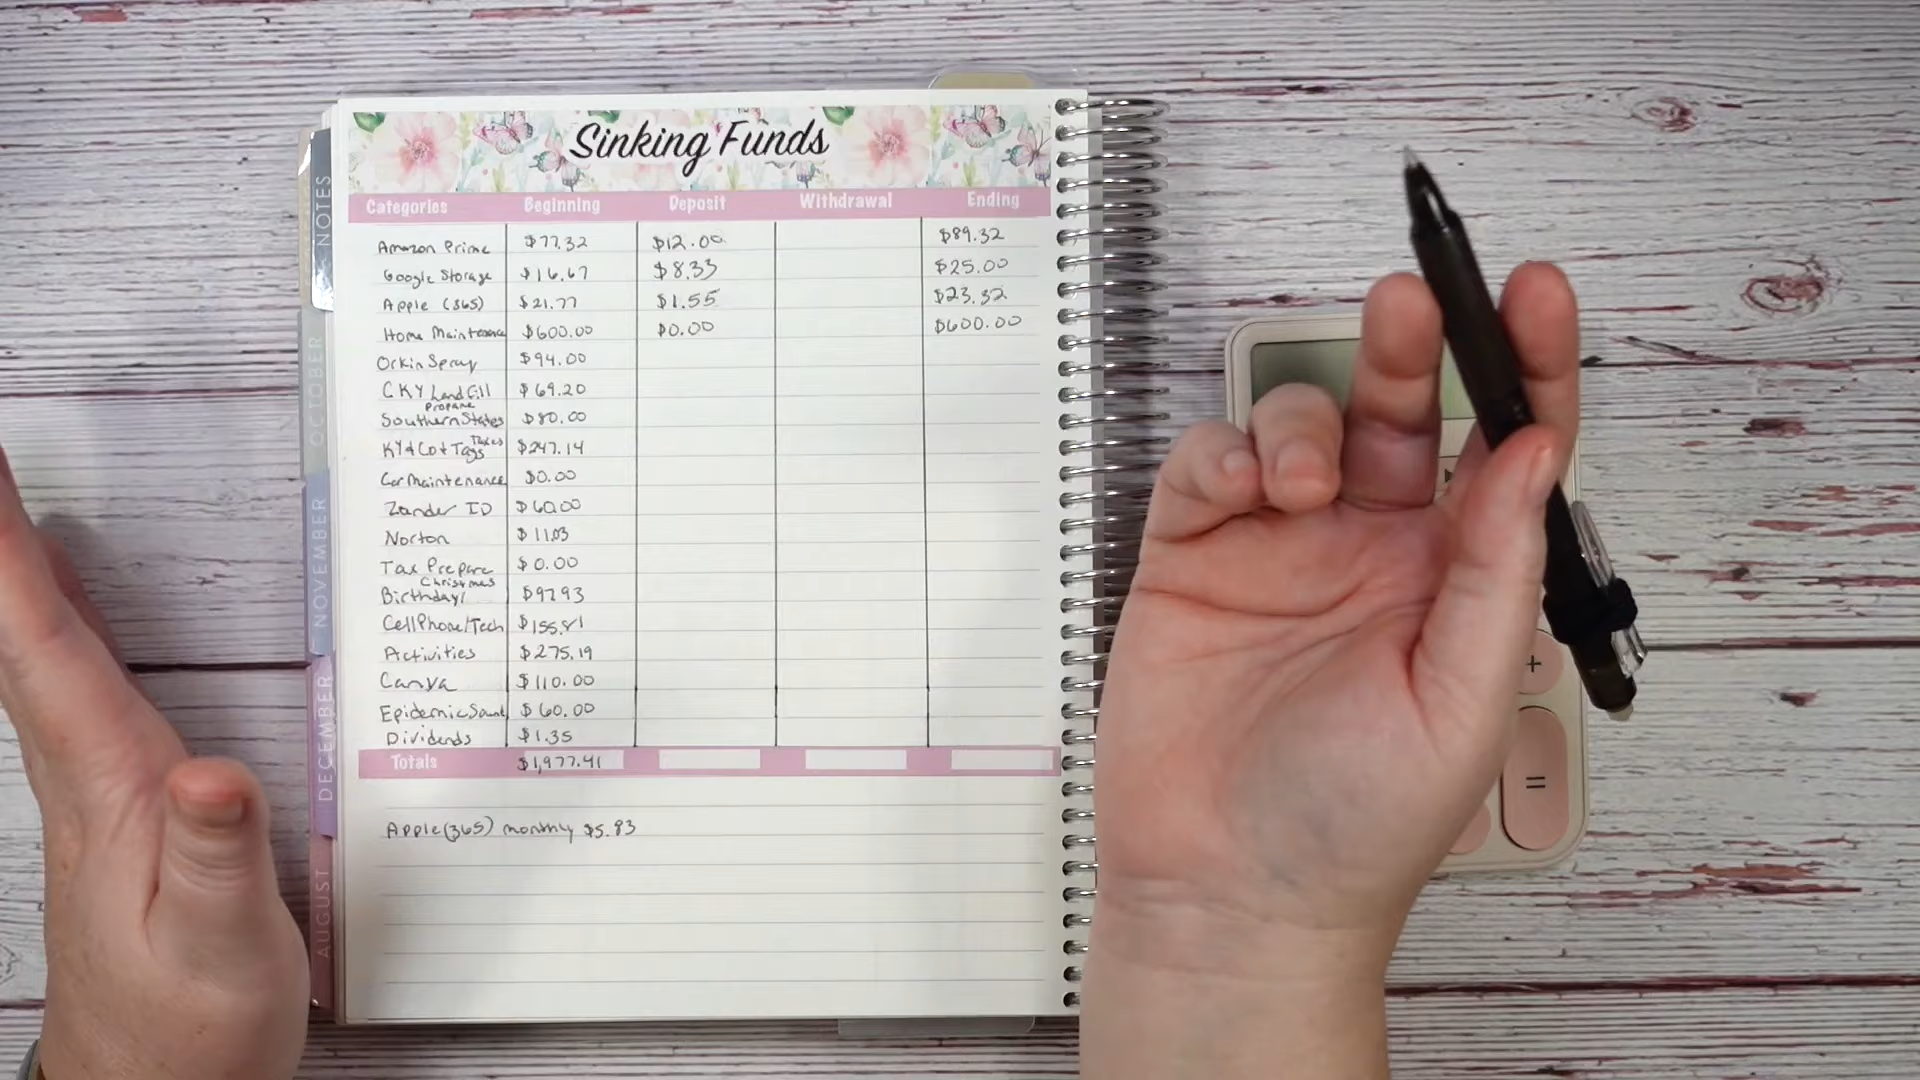 Sinking Funds
Categories Beginning Deposit Withdrawal Ending
Amazon Prime $77.32 $12.00 $89.32
Google Storage $16.67 $8.33 $25.00
Apple (365) $21.77 $1.55 $23.32
Home Maintenance $600.00 $0.00 $600.00
Orkin Spray $94.00
CKY Landfill $69.20
Propane
Southern States $80.00
Taxes
KY & Co + Tags $247.14
Car Maintenance $0.00
Zander ID $60.00
Norton $11.03
Tax Prepare $0.00
Christmas
Birthday/ $97.93
Cell Phone/Tech $155.81
Activities $275.19
Canva $110.00
Epidemic Sound $60.00
Dividends $1.35
Totals $1,977.41
Apple (365) monthly $5.83
NOTES
OCTOBER
NOVEMBER
DECEMBER
AUGUST
+
=